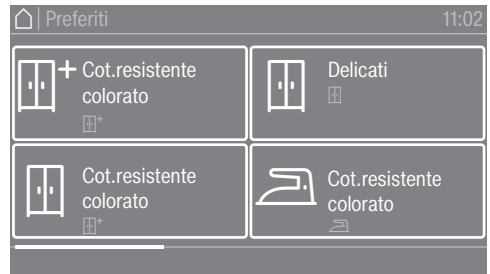 Preferiti 11:02
+ Cot.resistente
colorato
+
Delicati
Cot.resistente
colorato
+
Cot.resistente
colorato